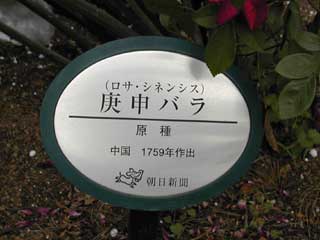 （ロサ・シネンシス）
庚申バラ
原種
中国 1759年作出
朝日新聞